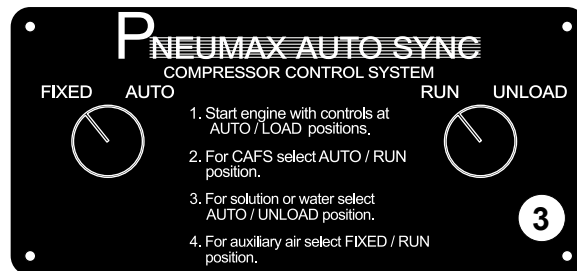 PNEUMAX AUTO SYNC
COMPRESSOR CONTROL SYSTEM
FIXED AUTO RUN UNLOAD
1. Start engine with controls at
AUTO / LOAD positions.
2. For CAFS select AUTO / RUN
position.
3. For solution or water select
AUTO / UNLOAD position.
4. For auxiliary air select FIXED / RUN
position.
3